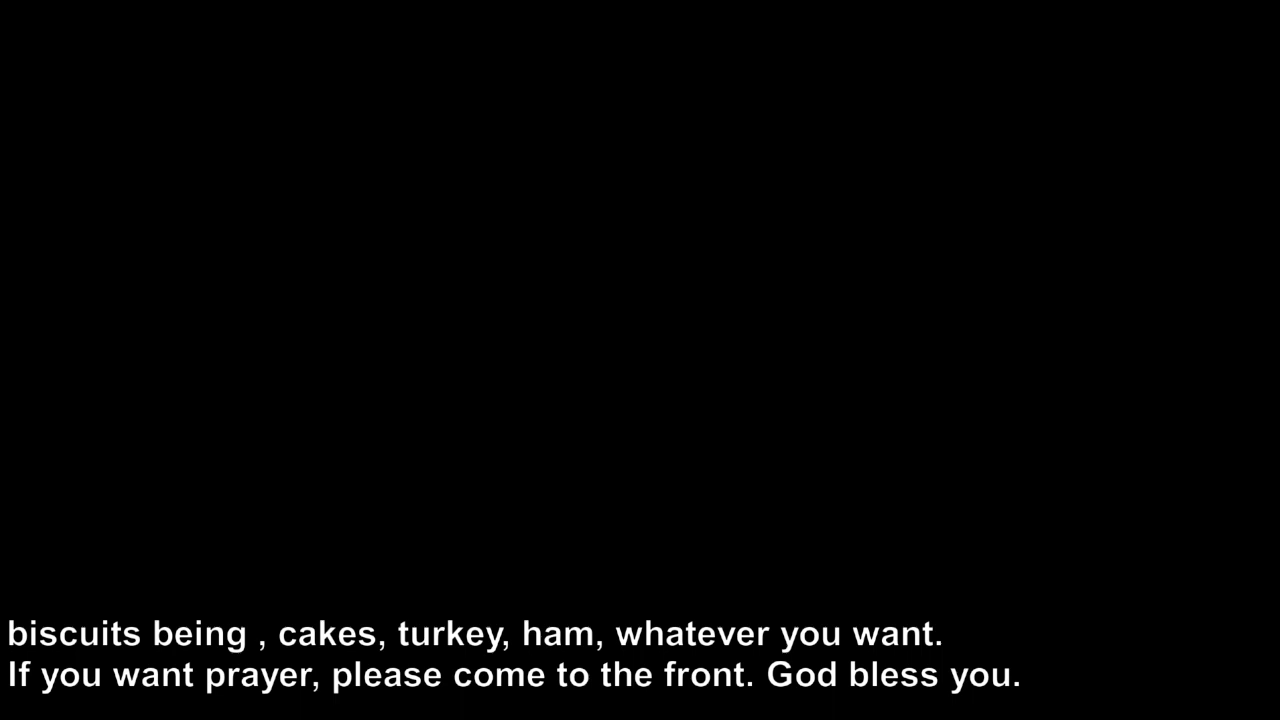 biscuits being , cakes, turkey, ham, whatever you want.
If you want prayer, please come to the front. God bless you.